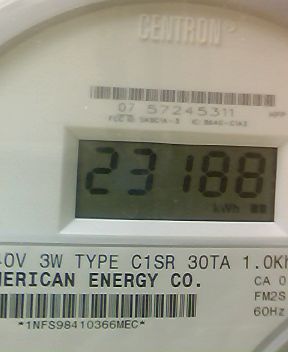 CENTRON
07 57245311
23188
kWh
40V 3W TYPE C1SR 30TA 1.0Kh
MERICAN ENERGY CO.
CA 0
FM2S
60Hz
*1NFS98410366MEC*